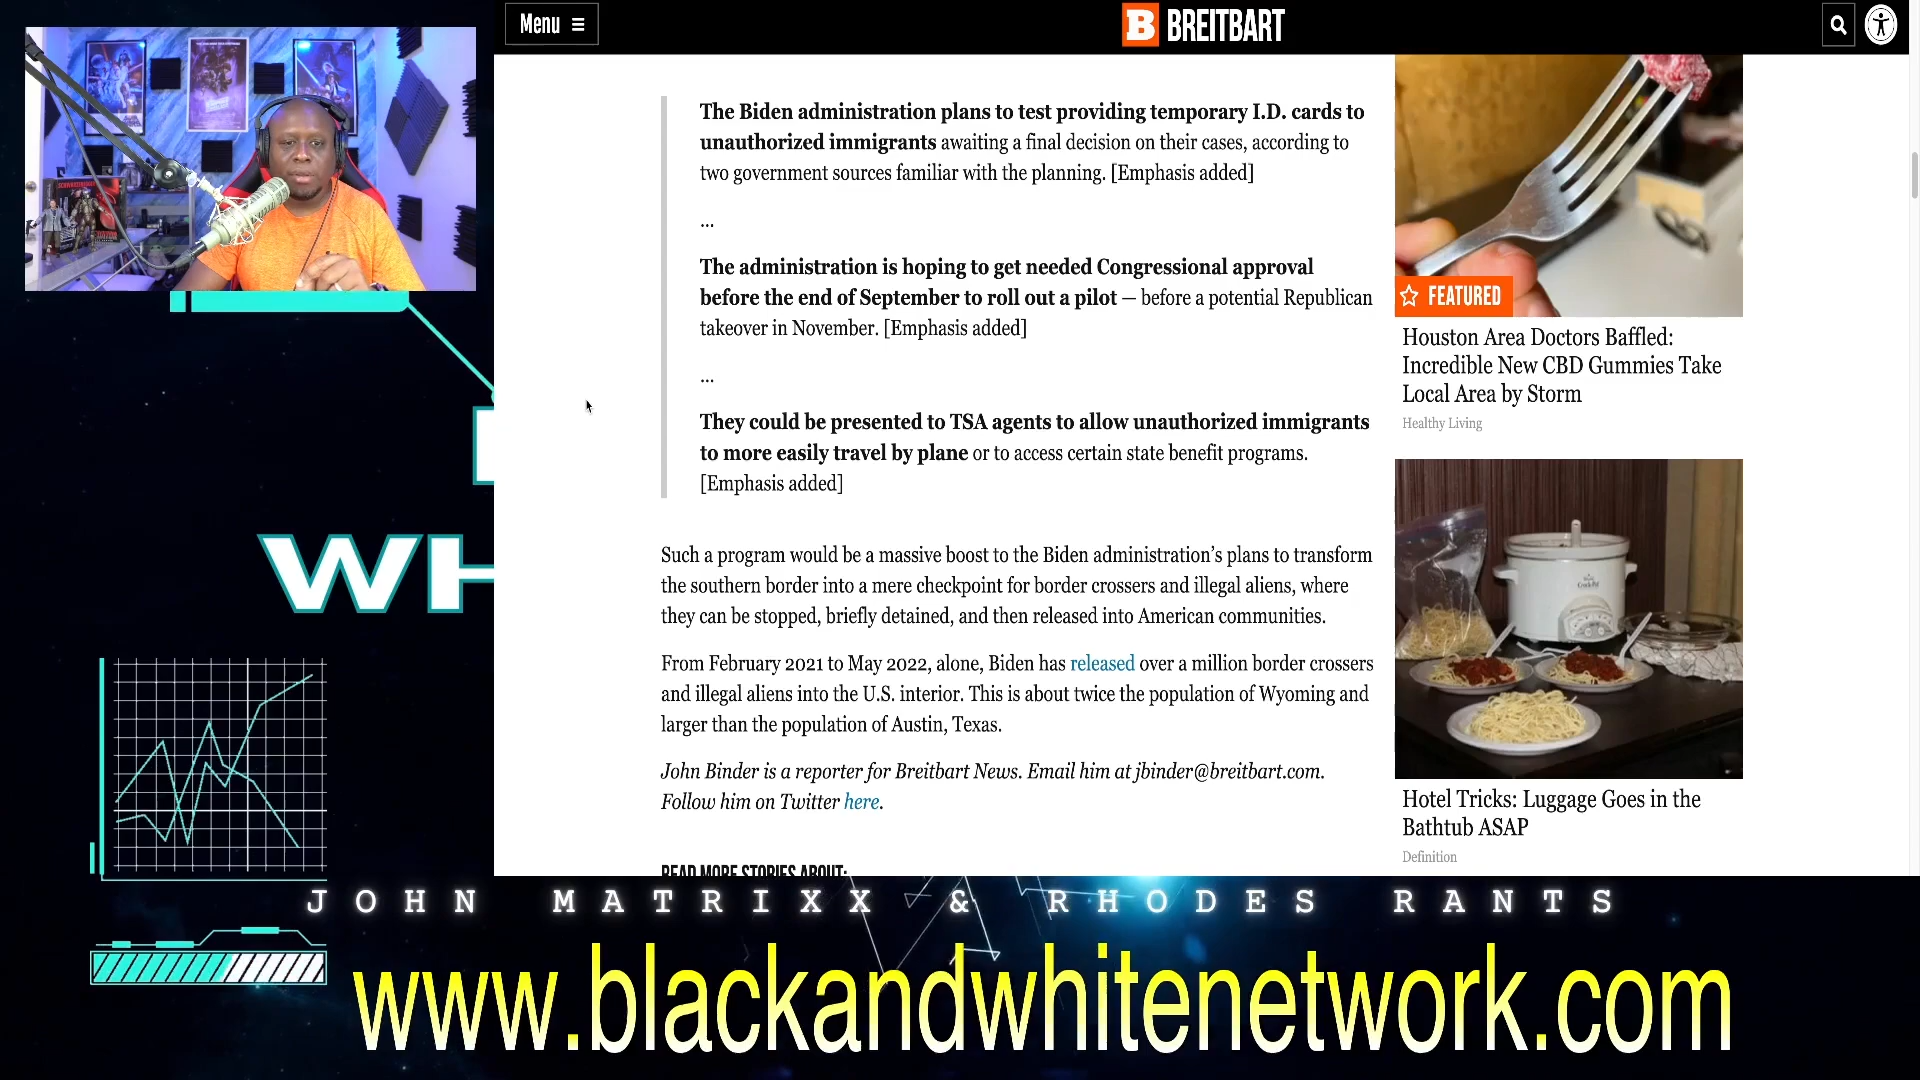 Menu
B BREITBART
The Biden administration plans to test providing temporary I.D. cards to
unauthorized immigrants awaiting a final decision on their cases, according to
two government sources familiar with the planning. [Emphasis added]
...
The administration is hoping to get needed Congressional approval
before the end of September to roll out a pilot — before a potential Republican
takeover in November. [Emphasis added]
...
They could be presented to TSA agents to allow unauthorized immigrants
to more easily travel by plane or to access certain state benefit programs.
[Emphasis added]
Such a program would be a massive boost to the Biden administration’s plans to transform
the southern border into a mere checkpoint for border crossers and illegal aliens, where
they can be stopped, briefly detained, and then released into American communities.
From February 2021 to May 2022, alone, Biden has released over a million border crossers
and illegal aliens into the U.S. interior. This is about twice the population of Wyoming and
larger than the population of Austin, Texas.
John Binder is a reporter for Breitbart News. Email him at jbinder@breitbart.com.
Follow him on Twitter here.
READ MORE STORIES ABOUT:
FEATURED
Houston Area Doctors Baffled:
Incredible New CBD Gummies Take
Local Area by Storm
Healthy Living
Hotel Tricks: Luggage Goes in the
Bathtub ASAP
Definition
WH
JOHN MATRIXX & RHODES RANTS
www.blackandwhitenetwork.com